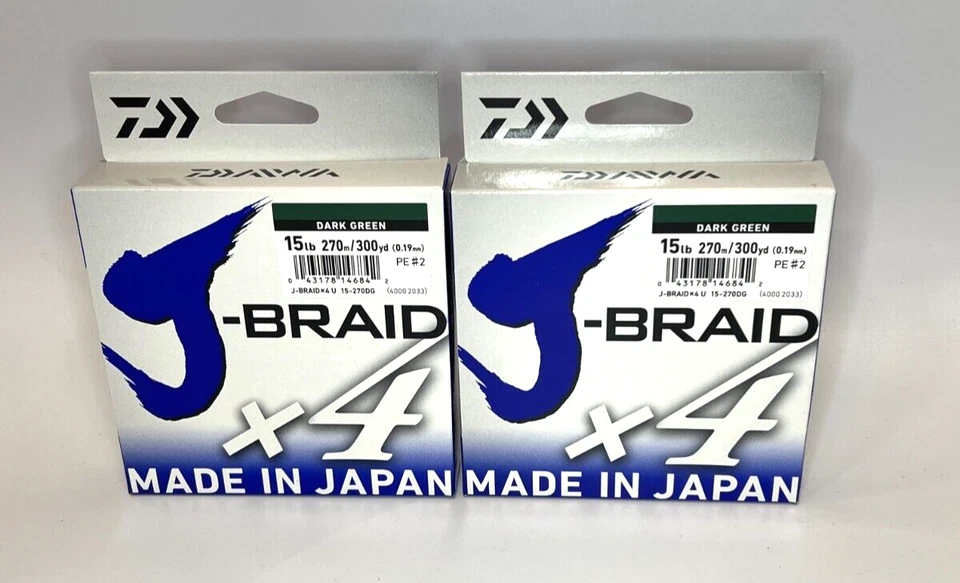 DAIWA
DARK GREEN
15lb 270m/300yd (0.19mm)
PE #2
0 43178 14684 2
J-BRAID×4 U 15-270DG (4000 2033)
J-BRAID
×4
MADE IN JAPAN
DAIWA
DARK GREEN
15lb 270m/300yd (0.19mm)
PE #2
0 43178 14684 2
J-BRAID×4 U 15-270DG (4000 2033)
J-BRAID
×4
MADE IN JAPAN